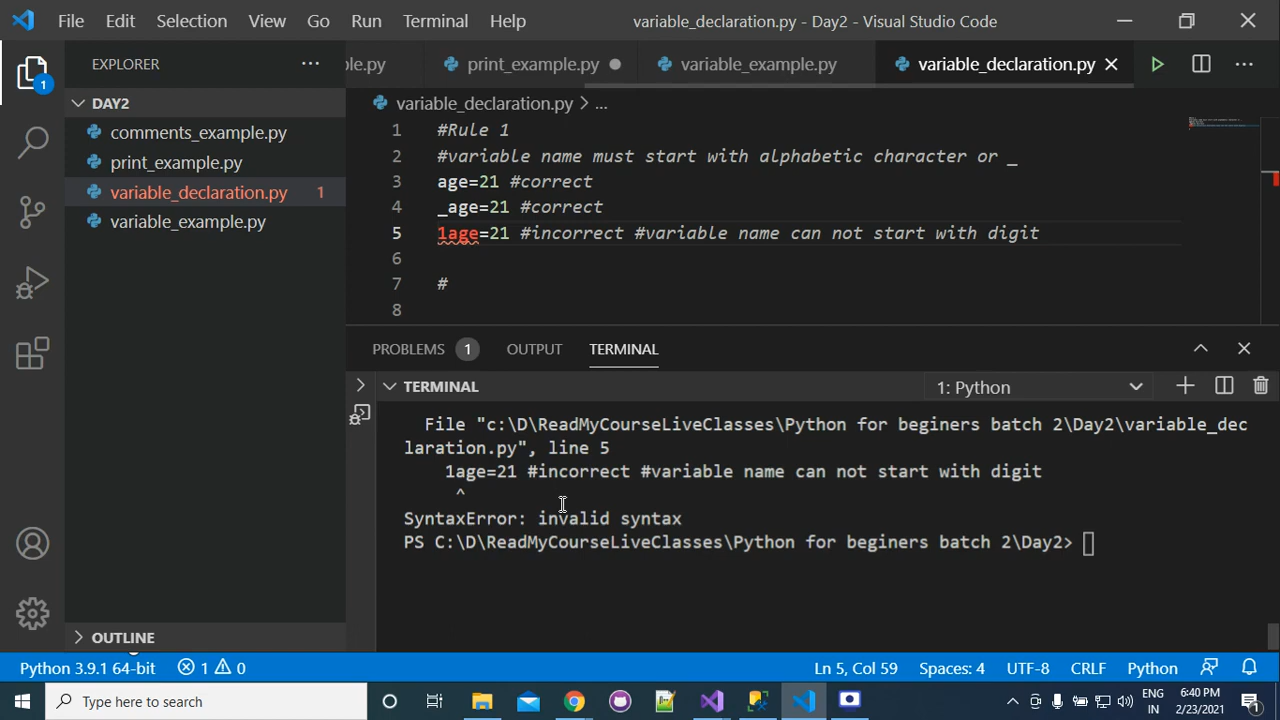 File Edit Selection View Go Run Terminal Help variable_declaration.py - Day2 - Visual Studio Code
EXPLORER
DAY2
comments_example.py
print_example.py
variable_declaration.py 1
variable_example.py
OUTLINE
ple.py print_example.py variable_example.py variable_declaration.py
variable_declaration.py > ...
1 #Rule 1
2 #variable name must start with alphabetic character or _
3 age=21 #correct
4 _age=21 #correct
5 1age=21 #incorrect #variable name can not start with digit
6
7 #
8
PROBLEMS 1 OUTPUT TERMINAL
TERMINAL 1: Python
File "c:\D\ReadMyCourseLiveClasses\Python for beginers batch 2\Day2\variable_dec
laration.py", line 5
1age=21 #incorrect #variable name can not start with digit
^
SyntaxError: invalid syntax
PS C:\D\ReadMyCourseLiveClasses\Python for beginers batch 2\Day2>
Python 3.9.1 64-bit 1 0 Ln 5, Col 59 Spaces: 4 UTF-8 CRLF Python
Type here to search
ENG 6:40 PM
IN 2/23/2021 1
1